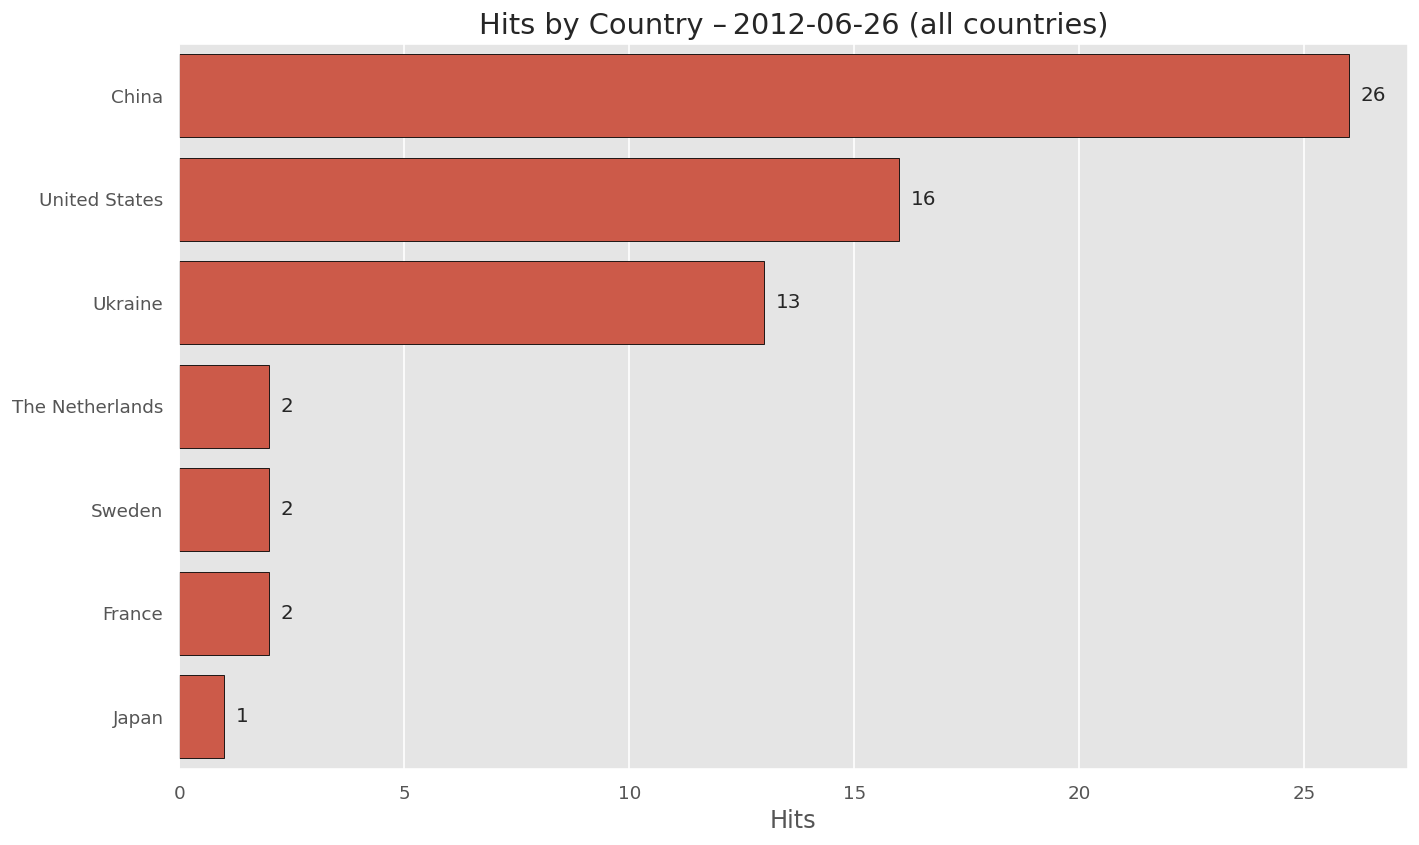 Hits by Country – 2012-06-26 (all countries)
China 26
United States 16
Ukraine 13
The Netherlands 2
Sweden 2
France 2
Japan 1
0 5 10 15 20 25
Hits